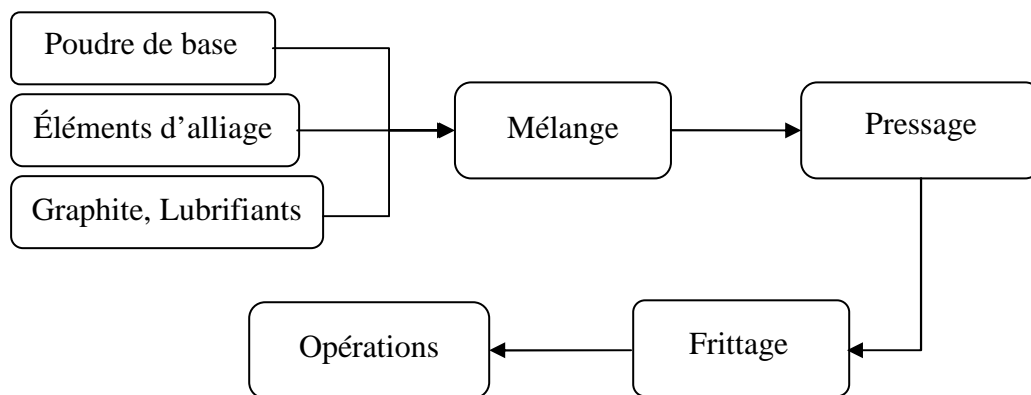 Poudre de base
Éléments d’alliage
Graphite, Lubrifiants
Mélange
Pressage
Frittage
Opérations